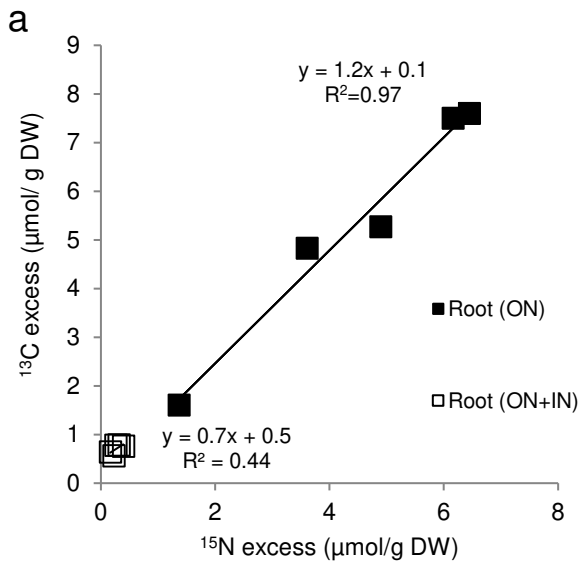 a
9
8
7
6
5
4
3
2
1
0
¹³C excess (µmol/ g DW)
y = 1.2x + 0.1
R²=0.97
Root (ON)
Root (ON+IN)
y = 0.7x + 0.5
R² = 0.44
0 2 4 6 8
¹⁵N excess (µmol/g DW)